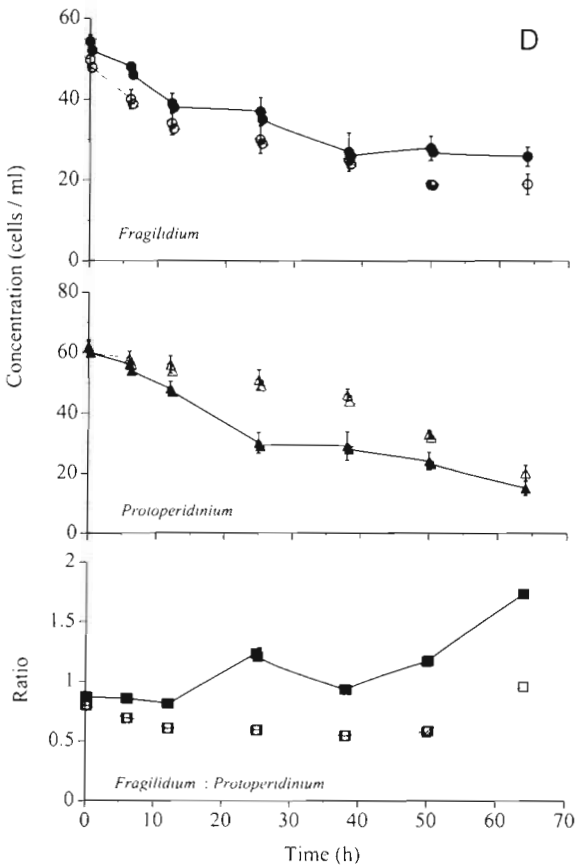 D
60
40
20
0
Fragilidium
Concentration (cells / ml)
80
60
40
20
0
Protoperidinium
2
1.5
1
0.5
0
Ratio
Fragilidium : Protoperidinium
0 10 20 30 40 50 60 70
Time (h)